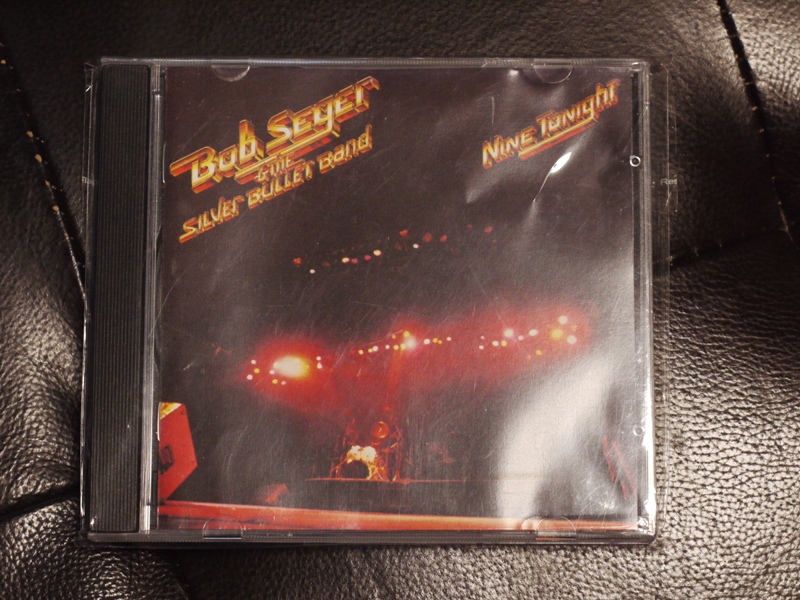 Bob Seger
& the
Silver Bullet Band
Nine Tonight